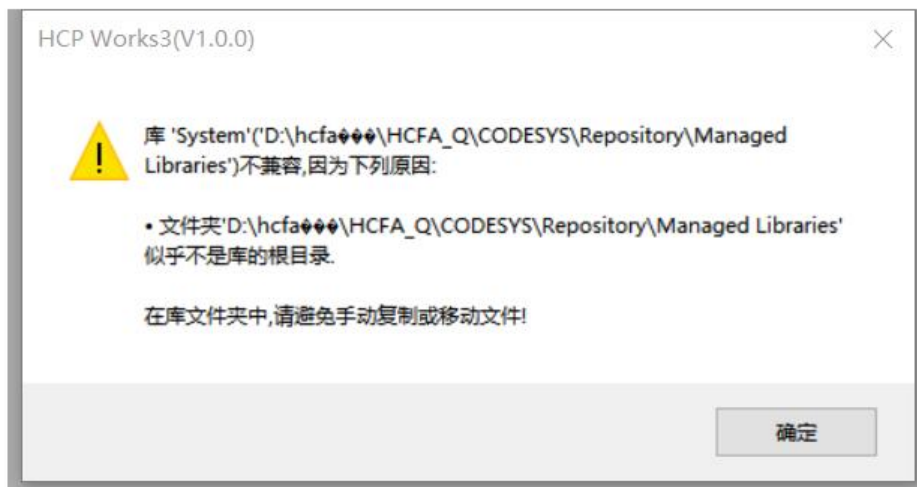 HCP Works3(V1.0.0)
库 'System'('D:\hcfa���\HCFA_Q\CODESYS\Repository\Managed
Libraries')不兼容,因为下列原因:
• 文件夹'D:\hcfa���\HCFA_Q\CODESYS\Repository\Managed Libraries'
似乎不是库的根目录.
在库文件夹中,请避免手动复制或移动文件!
确定